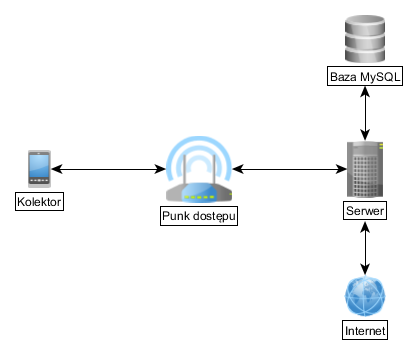 Baza MySQL
Kolektor
Punk dostępu
Serwer
Internet